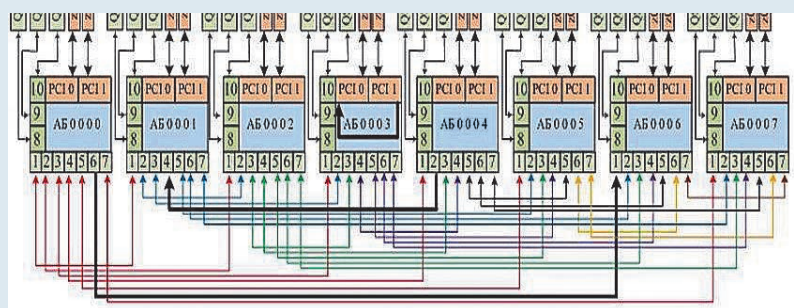 10 PCI 0 PCI 1 10 PCI 0 PCI 1 10 PCI 0 PCI 1 10 PCI 0 PCI 1 10 PCI 0 PCI 1 10 PCI 0 PCI 1 10 PCI 0 PCI 1 10 PCI 0 PCI 1
9 9 9 9 9 9 9 9
АБ0000 АБ0001 АБ0002 АБ0003 АБ0004 АБ0005 АБ0006 АБ0007
8 8 8 8 8 8 8 8
1 2 3 4 5 6 7 1 2 3 4 5 6 7 1 2 3 4 5 6 7 1 2 3 4 5 6 7 1 2 3 4 5 6 7 1 2 3 4 5 6 7 1 2 3 4 5 6 7 1 2 3 4 5 6 7